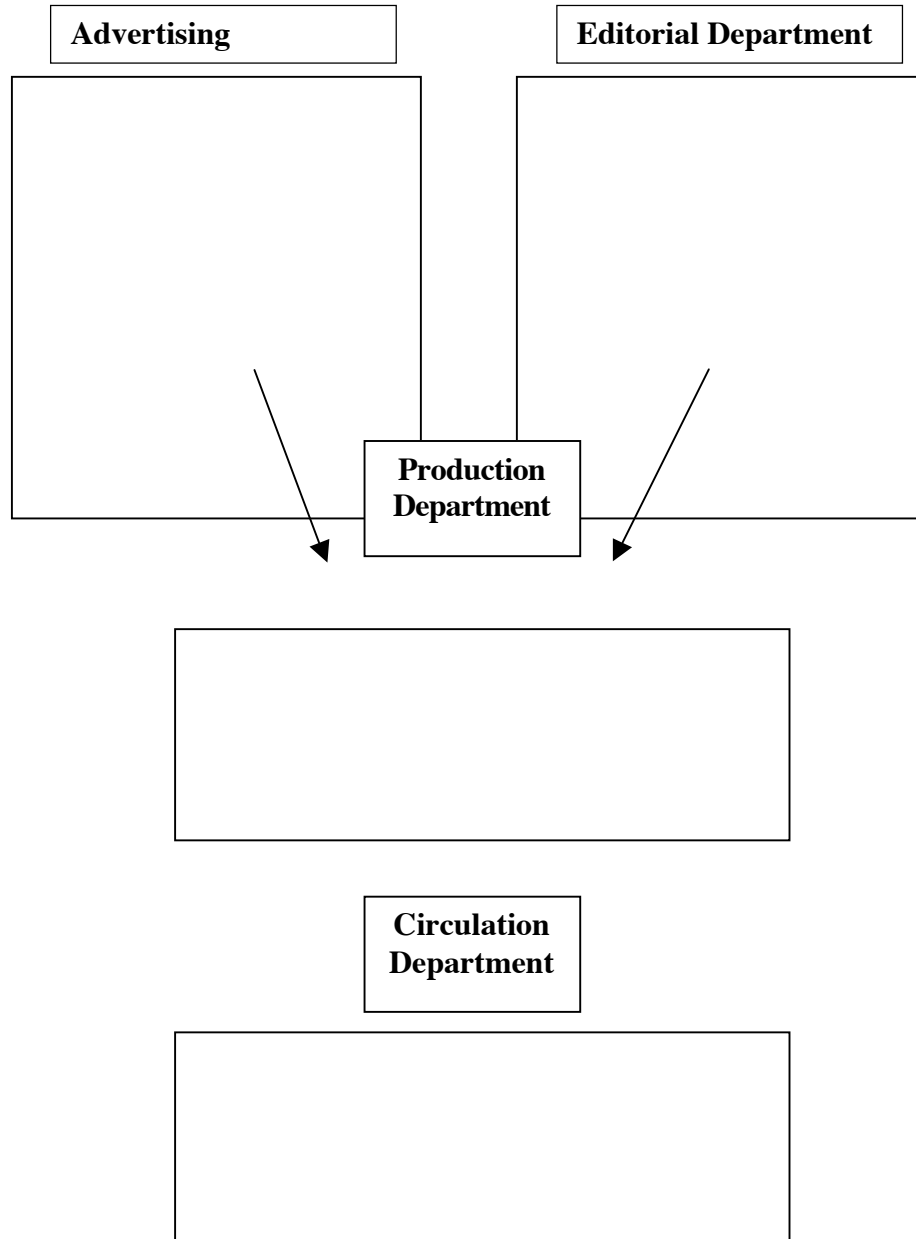 Advertising
Editorial Department
Production
Department
Circulation
Department